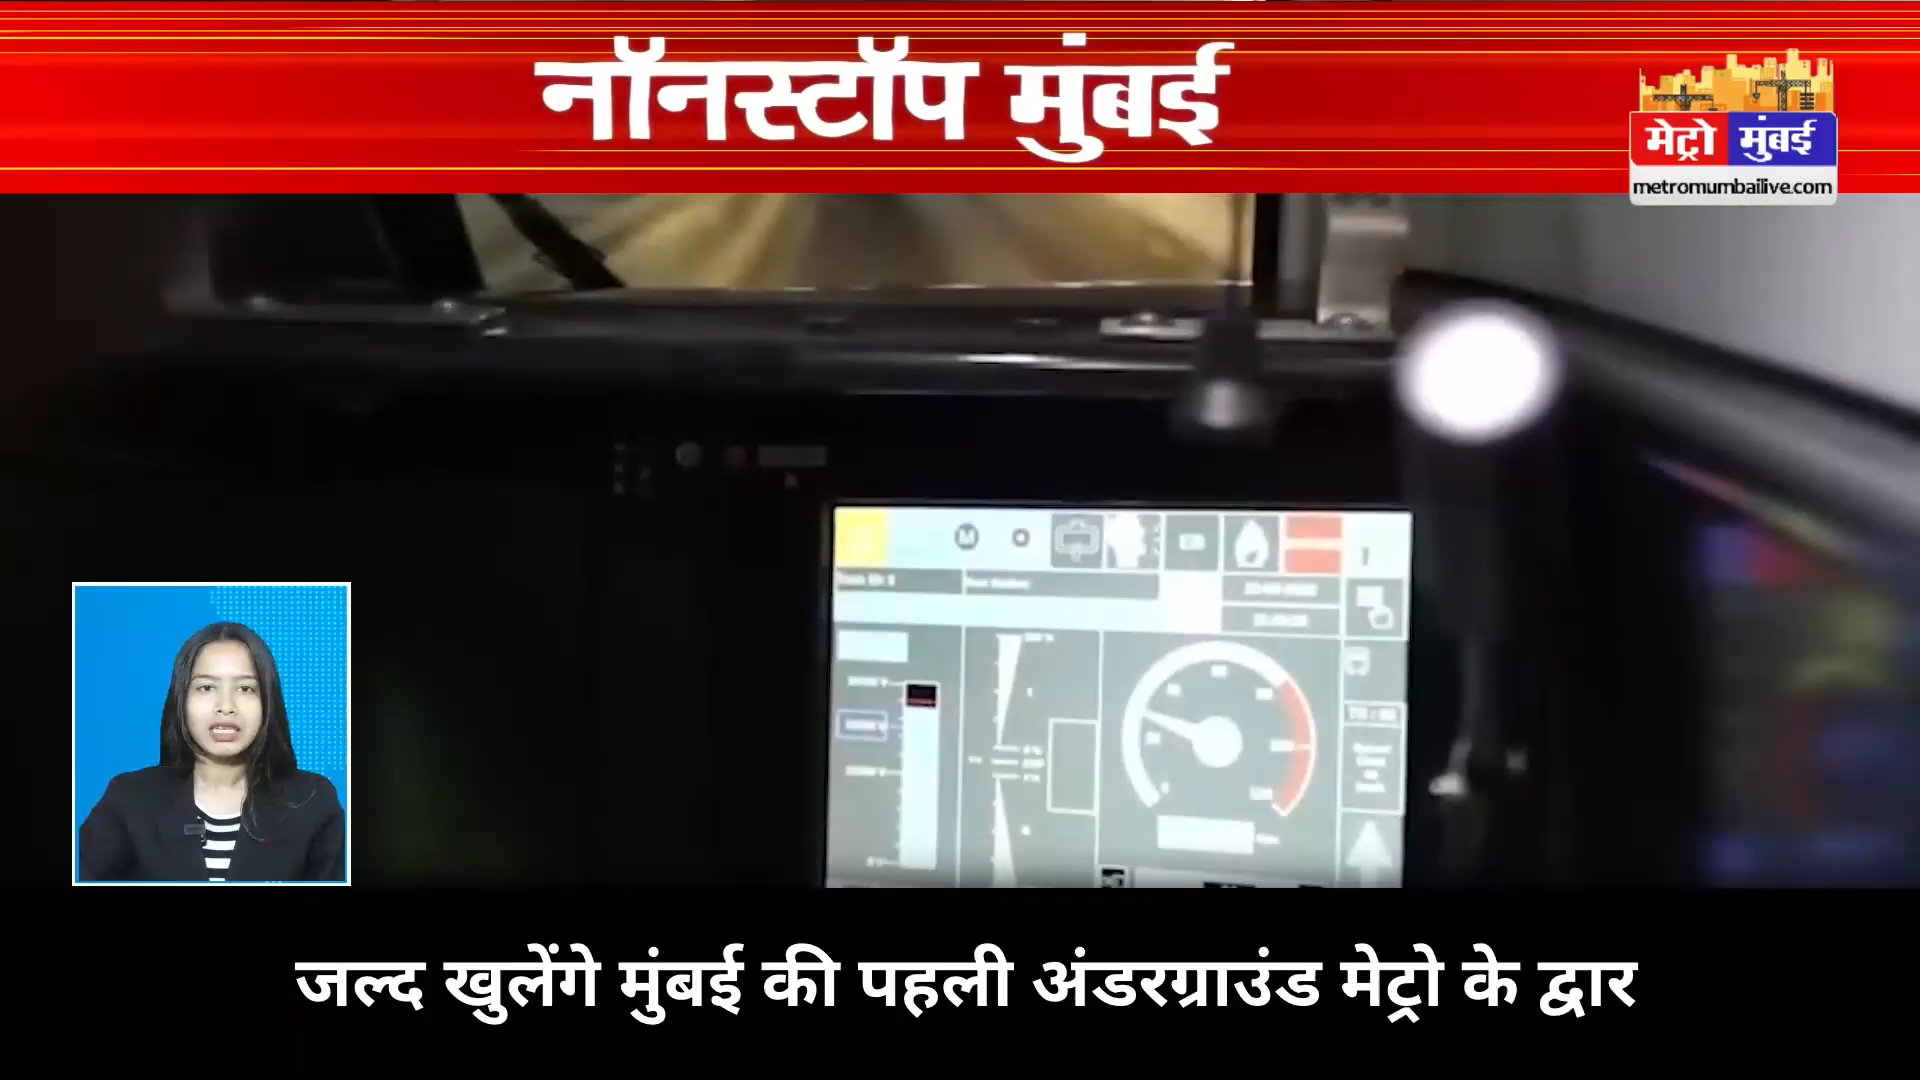 नॉनस्टॉप मुंबई
मेट्रो मुंबई
metromumbailive.com
M
जल्द खुलेंगे मुंबई की पहली अंडरग्राउंड मेट्रो के द्वार